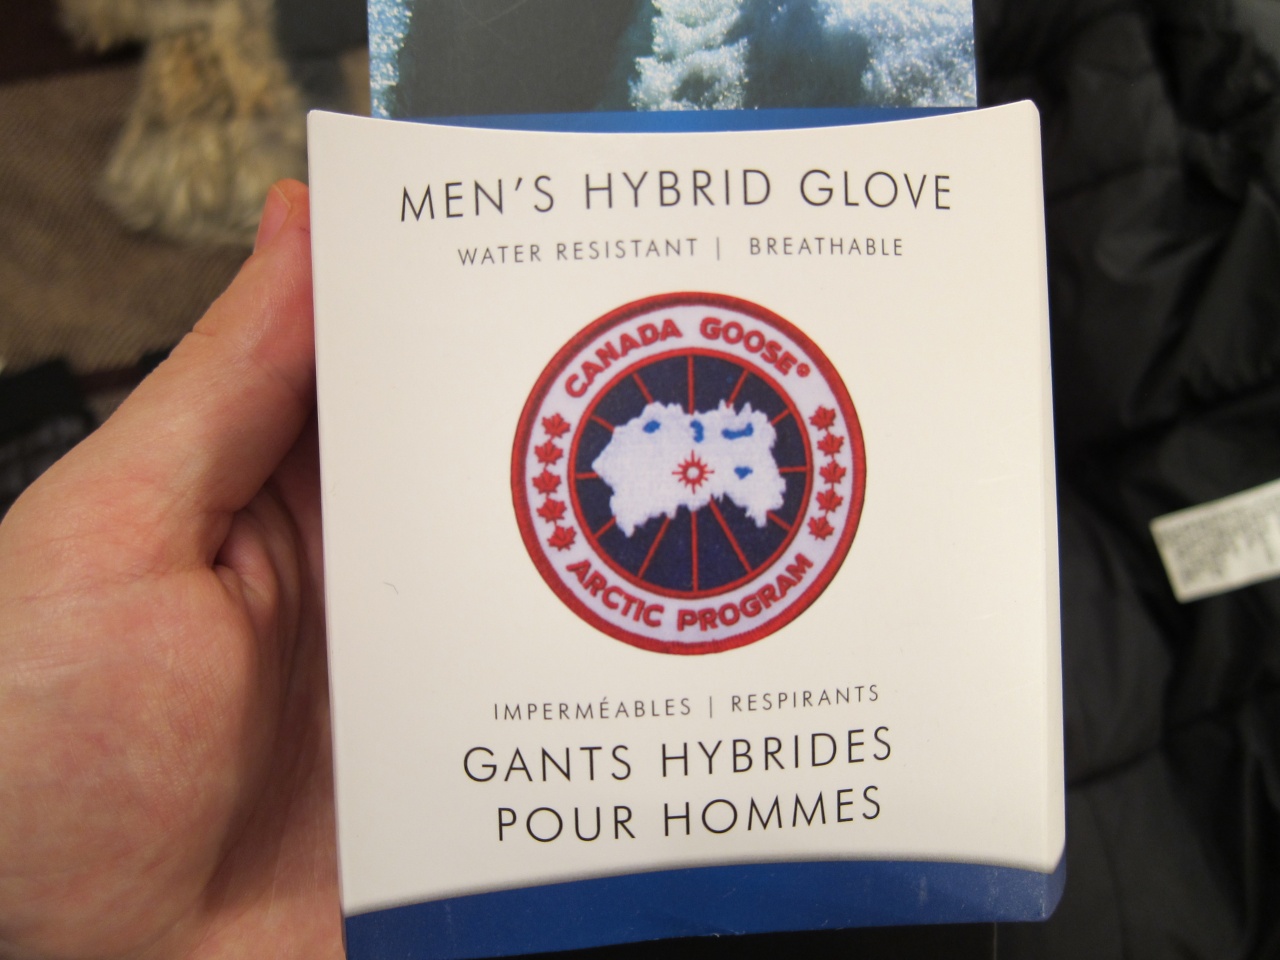 MEN'S HYBRID GLOVE
WATER RESISTANT | BREATHABLE
CANADA GOOSE®
ARCTIC PROGRAM
IMPERMÉABLES | RESPIRANTS
GANTS HYBRIDES
POUR HOMMES